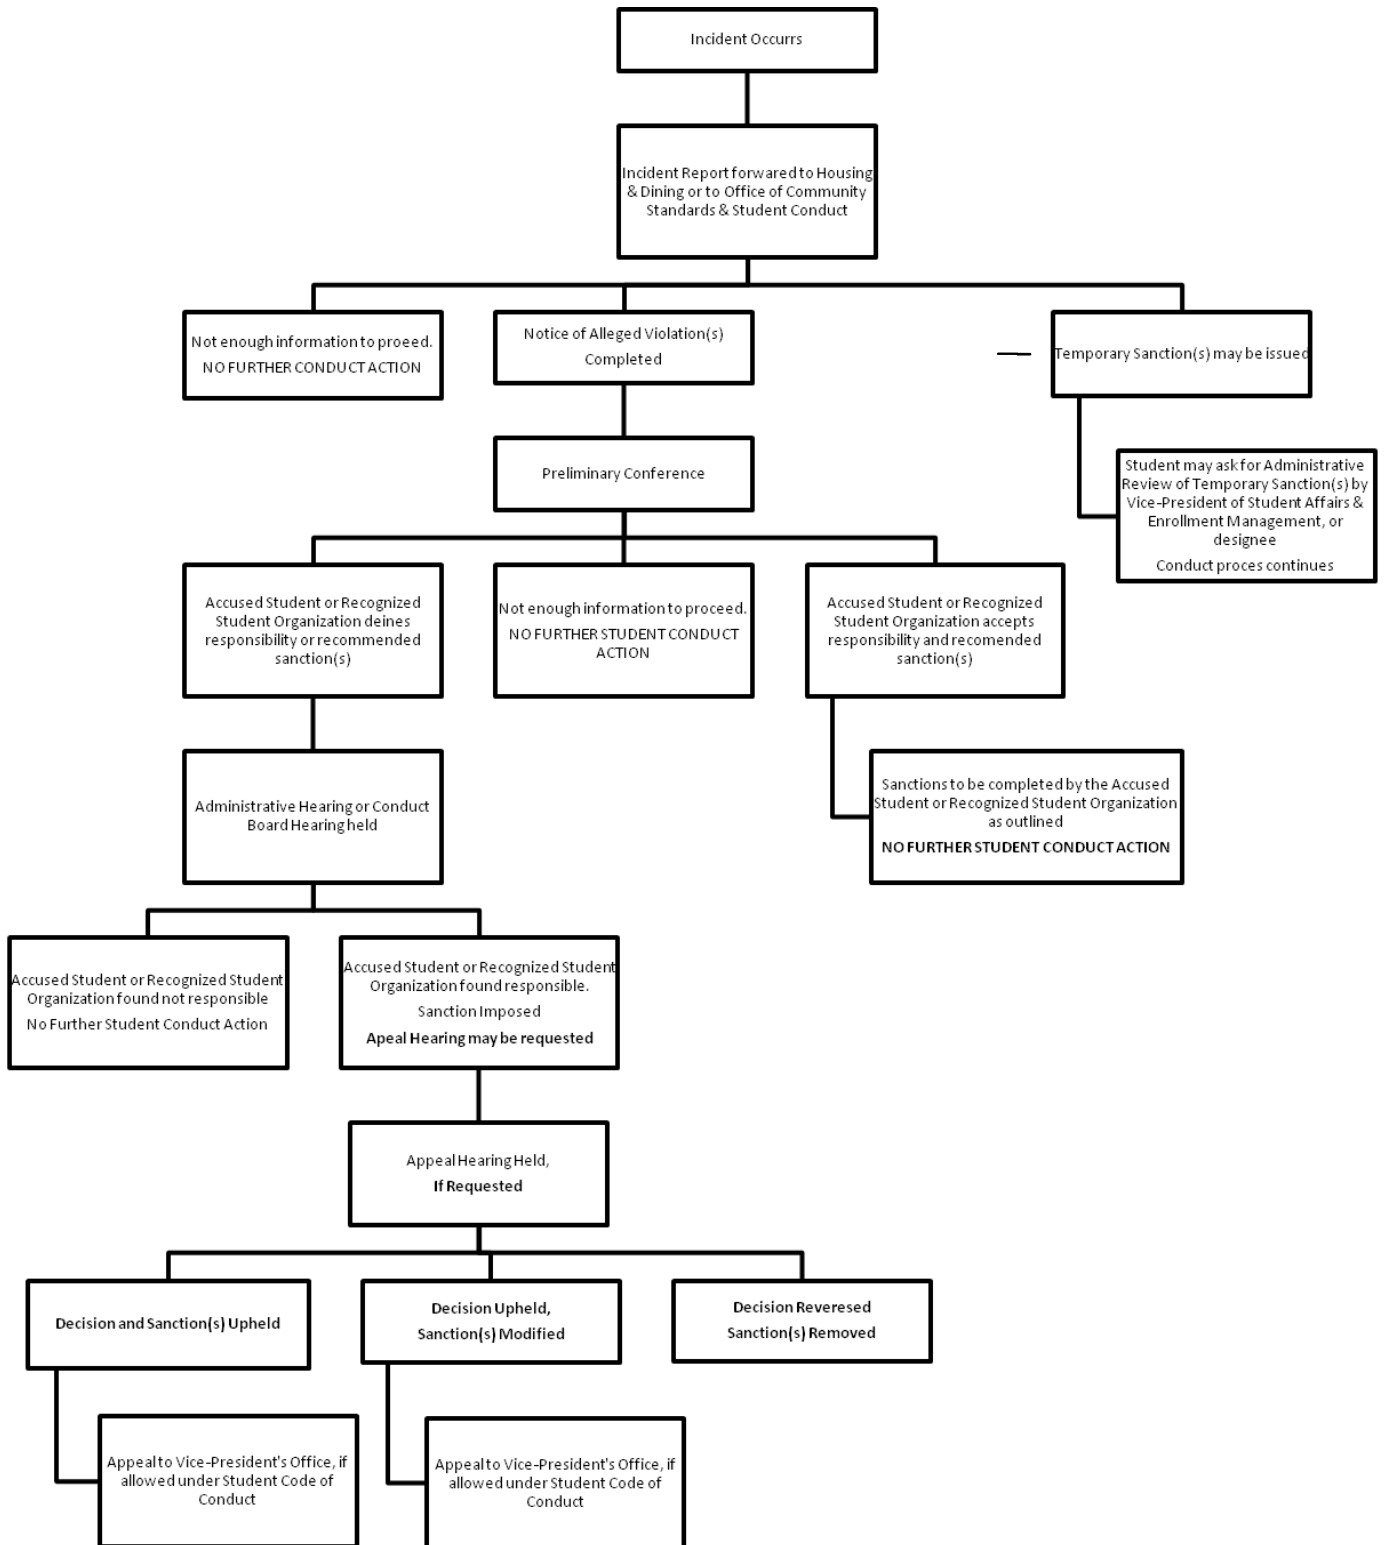 Incident Occurrs
Incident Report forwared to Housing
& Dining or to Office of Community
Standards & Student Conduct
Not enough information to proeed.
NO FURTHER CONDUCT ACTION
Notice of Alleged Violation(s)
Completed
Temporary Sanction(s) may be issued
Preliminary Conference
Student may ask for Administrative
Review of Temporary Sanction(s) by
Vice-President of Student Affairs &
Enrollment Management, or
designee
Conduct proces continues
Accused Student or Recognized
Student Organization deines
responsibility or recommended
sanction(s)
Not enough information to proceed.
NO FURTHER STUDENT CONDUCT
ACTION
Accused Student or Recognized
Student Organization accepts
responsibility and recomended
sanction(s)
Administrative Hearing or Conduct
Board Hearing held
Sanctions to be completed by the Accused
Student or Recognized Student Organization
as outlined
NO FURTHER STUDENT CONDUCT ACTION
Accused Student or Recognized Student
Organization found not responsible
No Further Student Conduct Action
Accused Student or Recognized Student
Organization found responsible.
Sanction Imposed
Apeal Hearing may be requested
Appeal Hearing Held,
If Requested
Decision and Sanction(s) Upheld
Decision Upheld,
Sanction(s) Modified
Decision Reveresed
Sanction(s) Removed
Appeal to Vice-President's Office, if
allowed under Student Code of
Conduct
Appeal to Vice-President's Office, if
allowed under Student Code of
Conduct